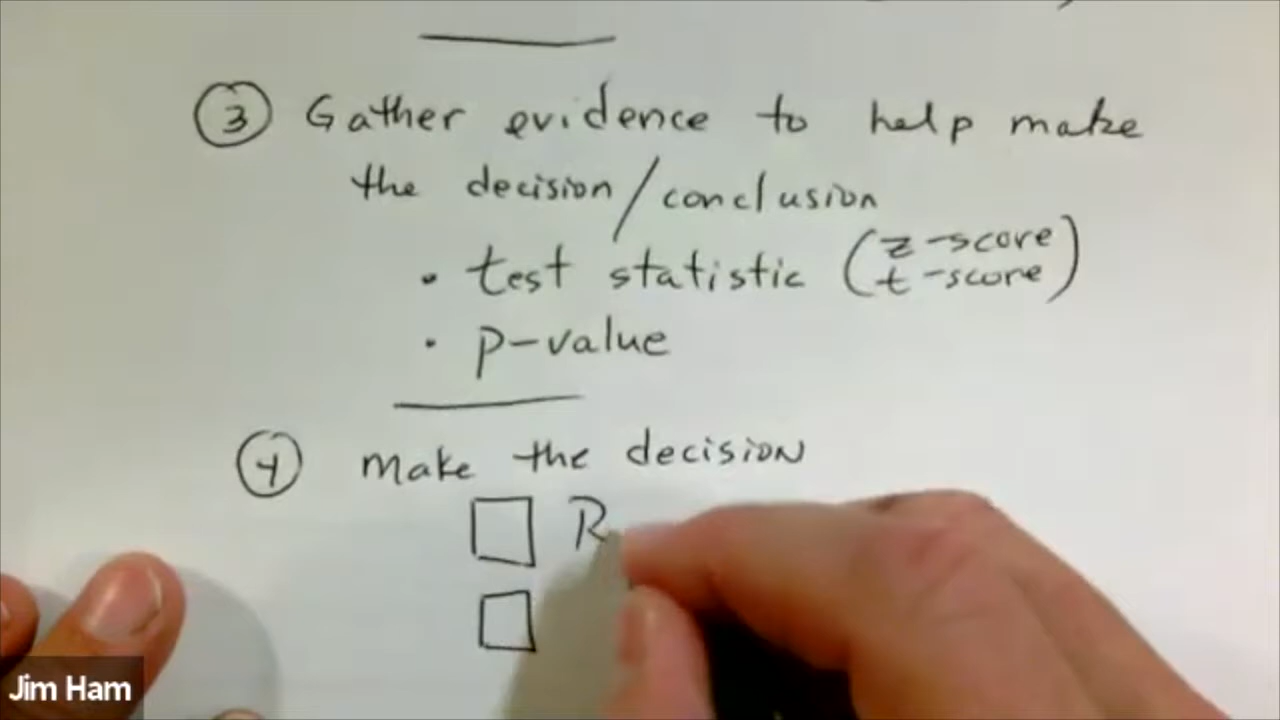 ③ Gather evidence to help make
the decision/conclusion
• test statistic (z-score
t-score)
• p-value
④ make the decision
R
Jim Ham